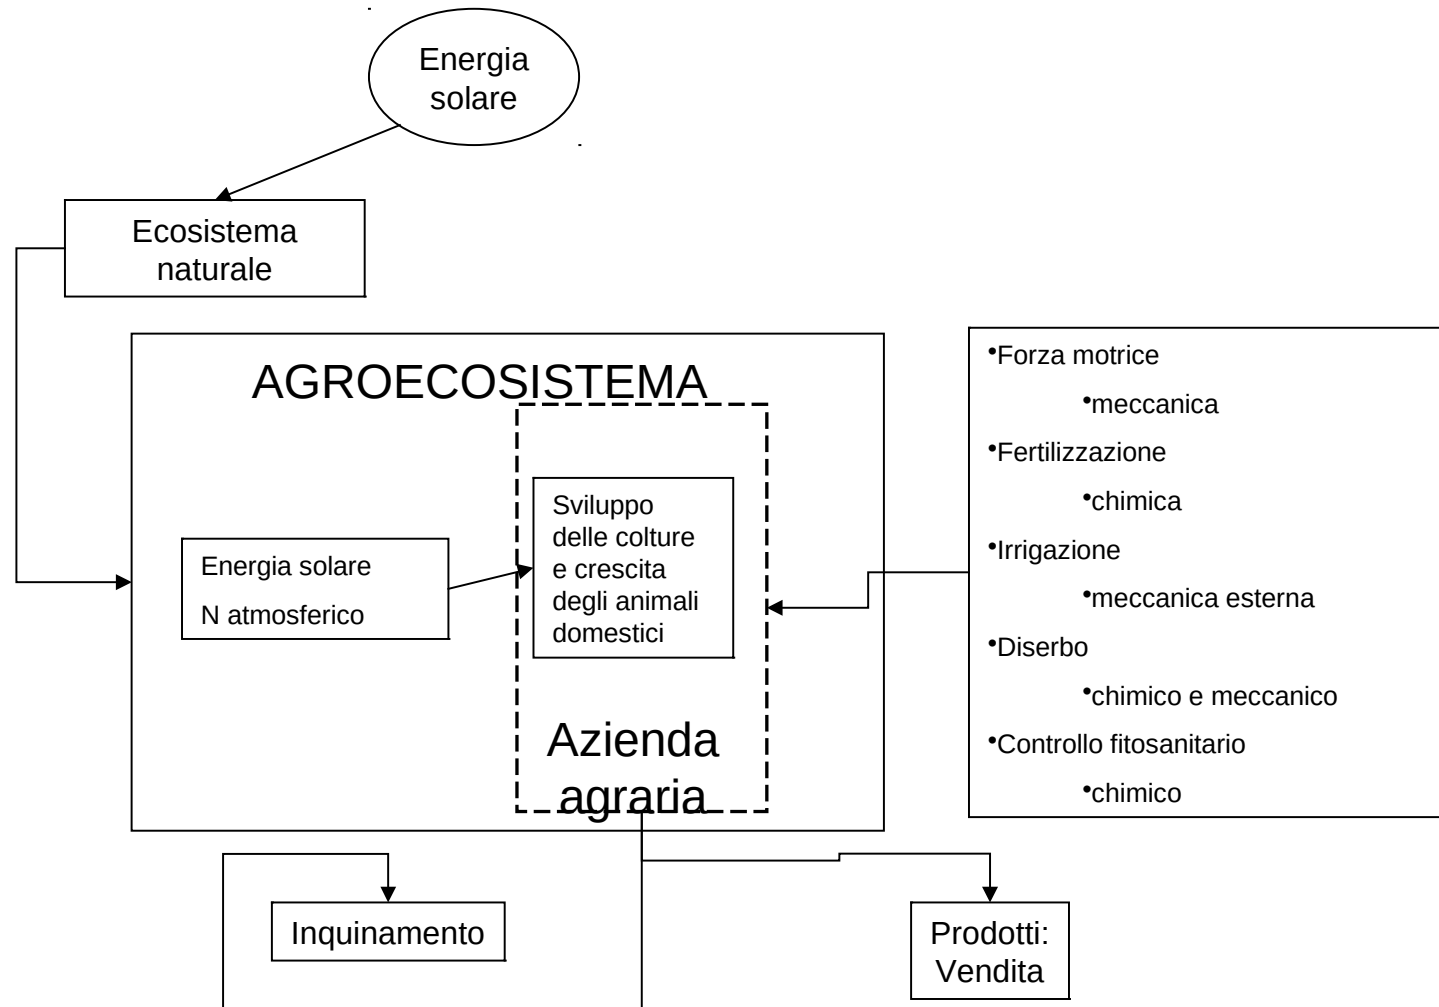 Energia
solare
Ecosistema
naturale
AGROECOSISTEMA
Energia solare
N atmosferico
Sviluppo
delle colture
e crescita
degli animali
domestici
Azienda
agraria
•Forza motrice
•meccanica
•Fertilizzazione
•chimica
•Irrigazione
•meccanica esterna
•Diserbo
•chimico e meccanico
•Controllo fitosanitario
•chimico
Inquinamento
Prodotti:
Vendita